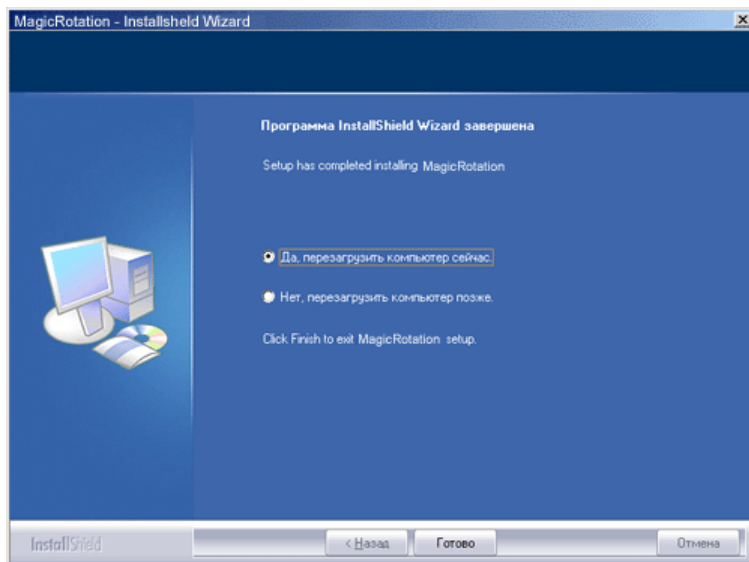 MagicRotation - Installsheld Wizard
Программа InstallShield Wizard завершена
Setup has completed installing MagicRotation
Да, перезагрузить компьютер сейчас.
Нет, перезагрузить компьютер позже.
Click Finish to exit MagicRotation setup.
InstallShield
< Назад
Готово
Отмена